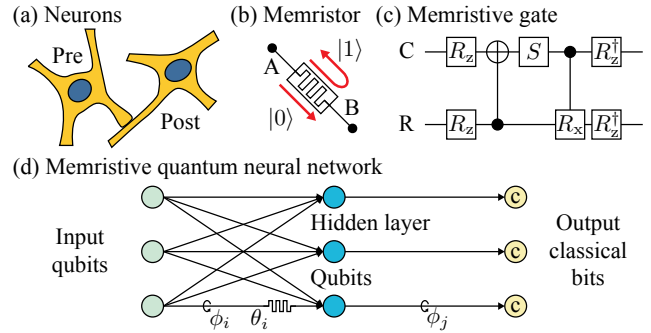 (a) Neurons
Pre
Post
(b) Memristor
A
|1⟩
B
|0⟩
(c) Memristive gate
C R_z S R_z^†
R R_z R_x R_z^†
(d) Memristive quantum neural network
Input
qubits
Hidden layer
Qubits
ϕ_i θ_i ϕ_j
c
c
c
Output
classical
bits